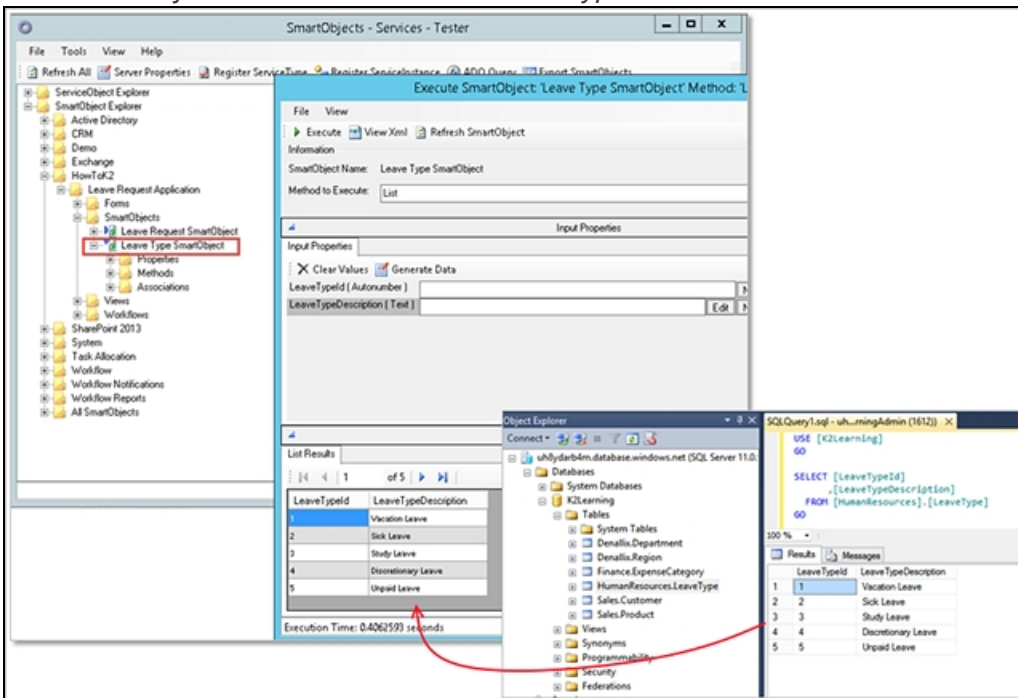 SmartObjects - Services - Tester
File Tools View Help
Refresh All Server Properties Register ServiceType Register ServiceInstance ADO Query Export SmartObjects
ServiceObject Explorer
SmartObject Explorer
Active Directory
CRM
Demo
Exchange
HowToK2
Leave Request Application
Forms
SmartObjects
Leave Request SmartObject
Leave Type SmartObject
Properties
Methods
Associations
Views
Workflows
SharePoint 2013
System
Task Allocation
Workflow
Workflow Notifications
Workflow Reports
All SmartObjects
Execute SmartObject: 'Leave Type SmartObject' Method: 'L
File View
Execute View Xml Refresh SmartObject
Information
SmartObject Name: Leave Type SmartObject
Method to Execute: List
Input Properties
Input Properties
Clear Values Generate Data
LeaveTypeId ( Autonumber )
LeaveTypeDescription ( Text ) Edit
List Results
1 of 5
LeaveTypeId LeaveTypeDescription
1 Vacation Leave
2 Sick Leave
3 Study Leave
4 Discretionary Leave
5 Unpaid Leave
Execution Time: 0.4062593 seconds
Object Explorer
Connect
uh8ydarb4m.database.windows.net (SQL Server 11.0.
Databases
System Databases
K2Learning
Tables
System Tables
Denallix.Department
Denallix.Region
Finance.ExpenseCategory
HumanResources.LeaveType
Sales.Customer
Sales.Product
Views
Synonyms
Programmability
Security
Federations
SQLQuery1.sql - uh...rningAdmin (1612))
USE [K2Learning]
GO
SELECT [LeaveTypeId]
,[LeaveTypeDescription]
FROM [HumanResources].[LeaveType]
GO
100 %
Results Messages
LeaveTypeId LeaveTypeDescription
1 1 Vacation Leave
2 2 Sick Leave
3 3 Study Leave
4 4 Discretionary Leave
5 5 Unpaid Leave